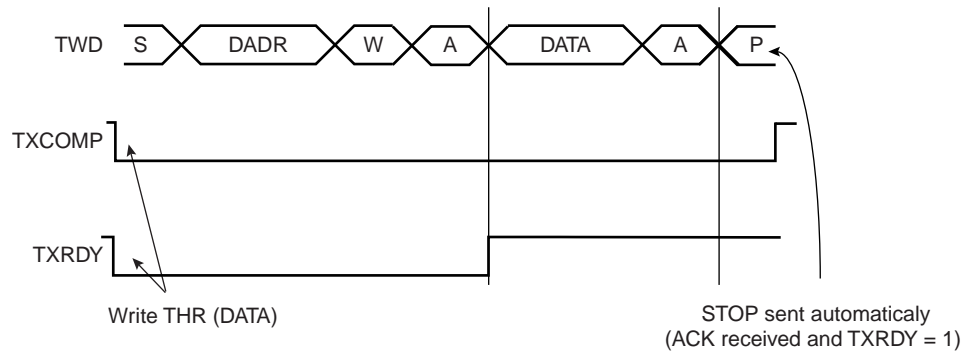 TWD S DADR W A DATA A P
TXCOMP
TXRDY
Write THR (DATA)
STOP sent automaticaly
(ACK received and TXRDY = 1)